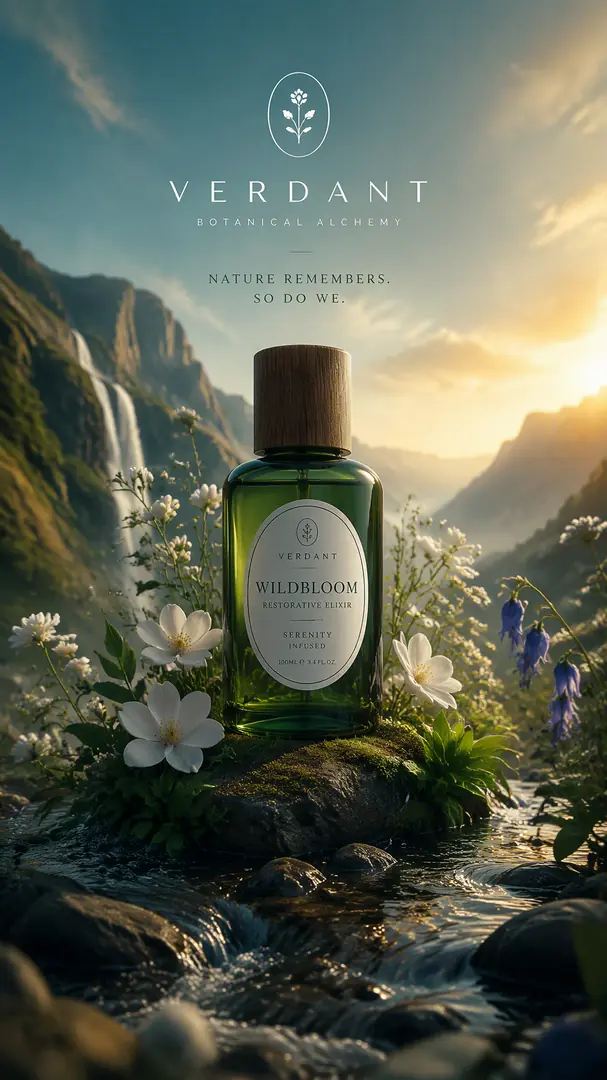 VERDANT
BOTANICAL ALCHEMY
NATURE REMEMBERS.
SO DO WE.
VERDANT
WILDBLOOM
RESTORATIVE ELIXIR
SERENITY
INFUSED
100ML 3.4 FL.OZ